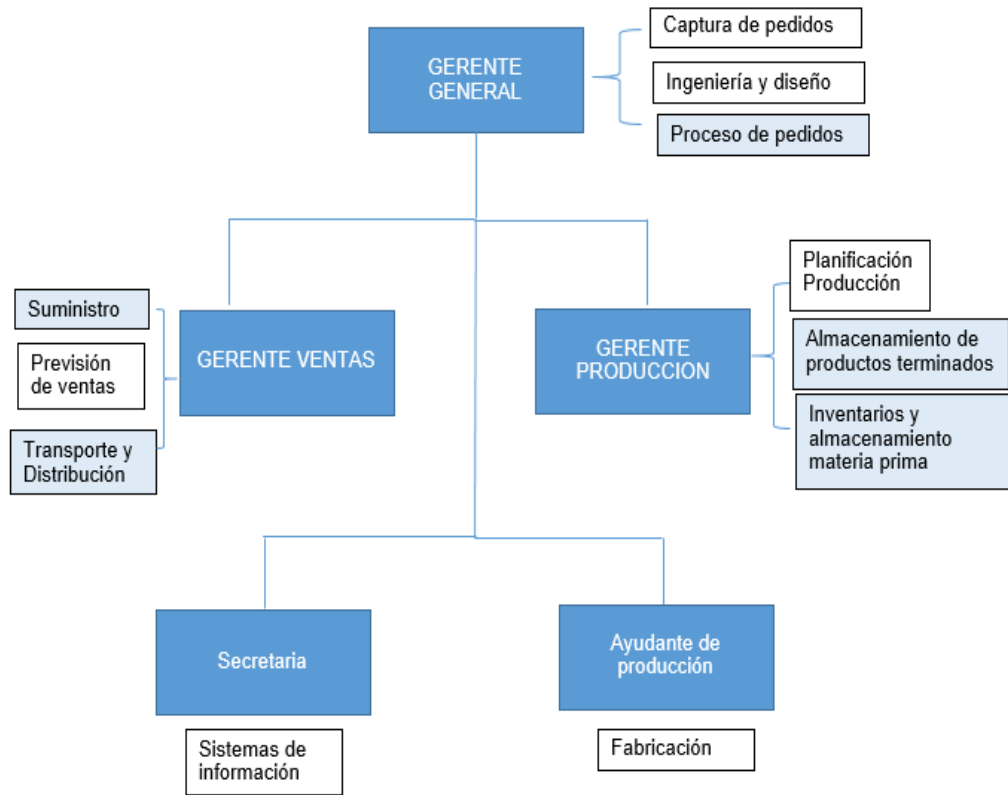 GERENTE
GENERAL
Captura de pedidos
Ingeniería y diseño
Proceso de pedidos
Suministro
Previsión
de ventas
Transporte y
Distribución
GERENTE VENTAS
GERENTE
PRODUCCION
Planificación
Producción
Almacenamiento de
productos terminados
Inventarios y
almacenamiento
materia prima
Secretaria
Sistemas de
información
Ayudante de
producción
Fabricación